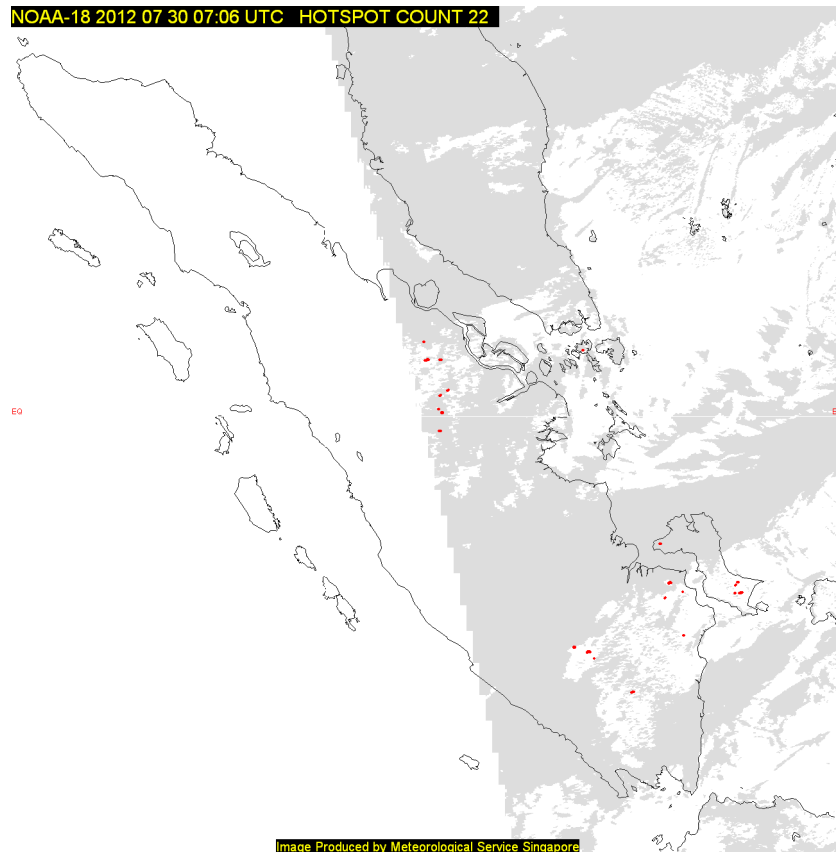 NOAA-18 2012 07 30 07:06 UTC   HOTSPOT COUNT 22
EQ
E
Image Produced by Meteorological Service Singapore